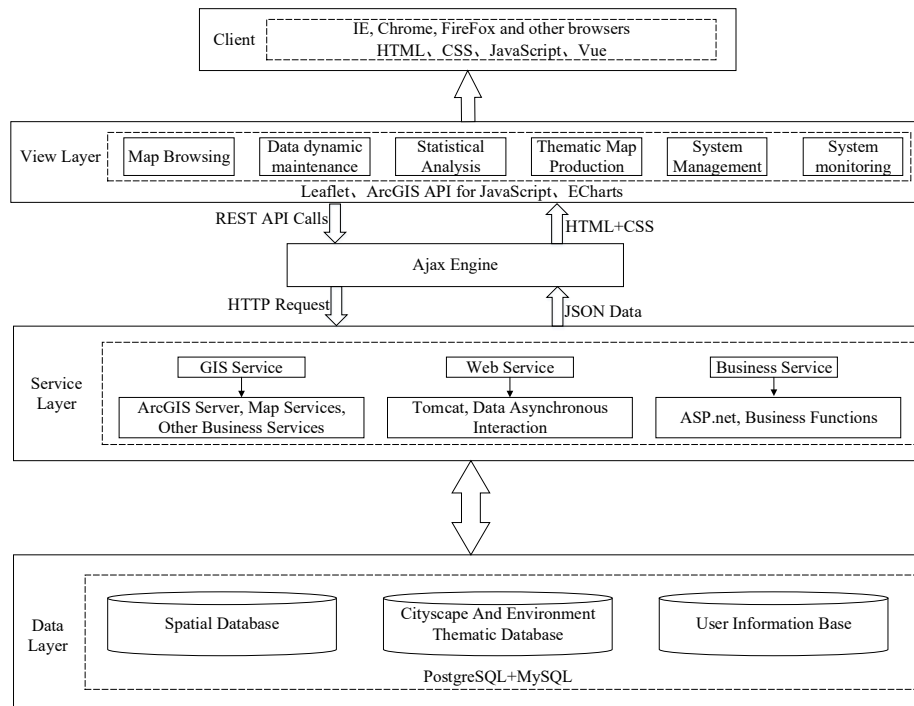 Client
IE, Chrome, FireFox and other browsers
HTML、CSS、JavaScript、Vue
View Layer
Map Browsing
Data dynamic
maintenance
Statistical
Analysis
Thematic Map
Production
System
Management
System
monitoring
Leaflet、ArcGIS API for JavaScript、ECharts
REST API Calls
HTML+CSS
Ajax Engine
HTTP Request
JSON Data
Service
Layer
GIS Service
Web Service
Business Service
ArcGIS Server, Map Services,
Other Business Services
Tomcat, Data Asynchronous
Interaction
ASP.net, Business Functions
Data
Layer
Spatial Database
Cityscape And Environment
Thematic Database
User Information Base
PostgreSQL+MySQL